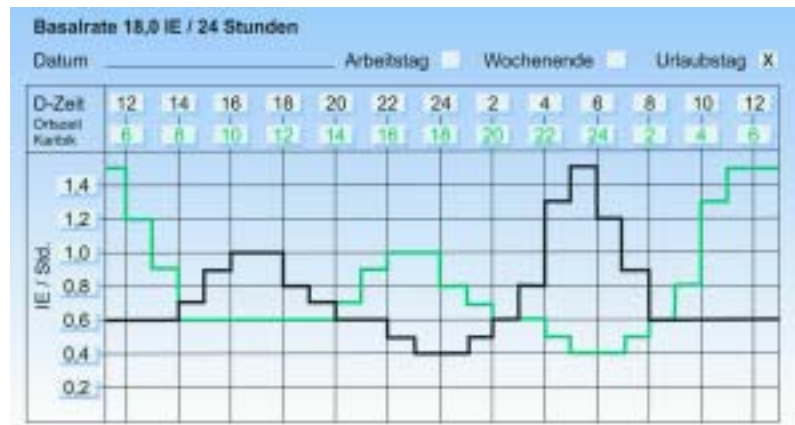 Basalrate 18,0 IE / 24 Stunden
Datum Arbeitstag Wochenende Urlaubstag X
D-Zeit 12 14 16 18 20 22 24 2 4 6 8 10 12
Ortszeit 6 8 10 12 14 16 18 20 22 24 2 4 6
Karibik
1,4
1,2
1,0
0,8
0,6
0,4
0,2
IE / Std.